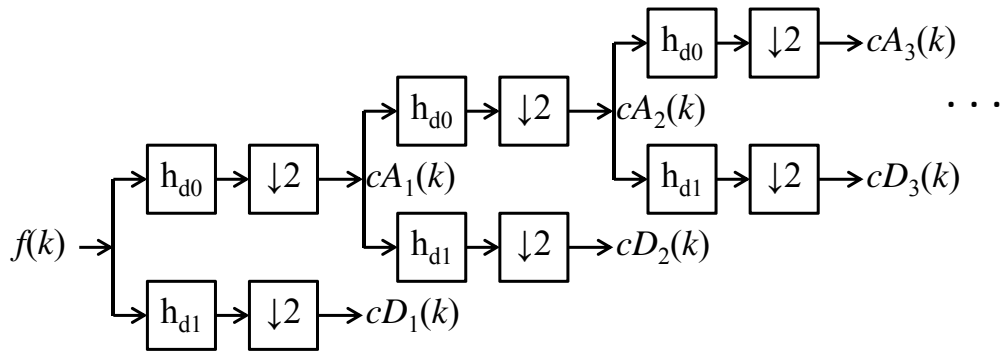 h_d0 ↓2 cA_3(k)
h_d0 ↓2 cA_2(k) . . .
h_d0 ↓2 cA_1(k) h_d1 ↓2 cD_3(k)
f(k) h_d1 ↓2 cD_2(k)
h_d1 ↓2 cD_1(k)